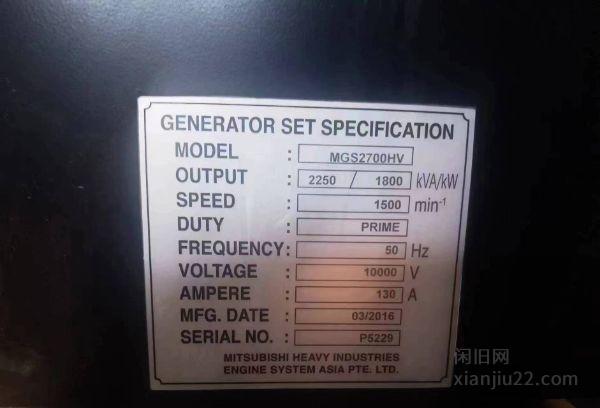 GENERATOR SET SPECIFICATION
MODEL : MGS2700HV
OUTPUT : 2250 / 1800 kVA/kW
SPEED : 1500 min-1
DUTY : PRIME
FREQUENCY: 50 Hz
VOLTAGE : 10000 V
AMPERE : 130 A
MFG. DATE : 03/2016
SERIAL NO. : P5229
MITSUBISHI HEAVY INDUSTRIES
ENGINE SYSTEM ASIA PTE. LTD.
闲旧网
xianjiu22.com